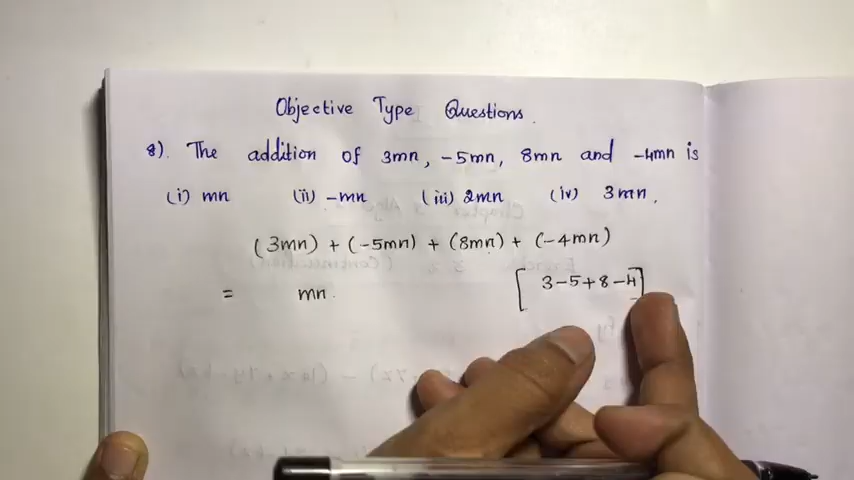 Objective Type Questions.
8). The addition of 3mn, -5mn, 8mn and -4mn is
(i) mn (ii) -mn (iii) 2mn (iv) 3mn.
(3mn) + (-5mn) + (8mn) + (-4mn)
= mn. [3-5+8-4]